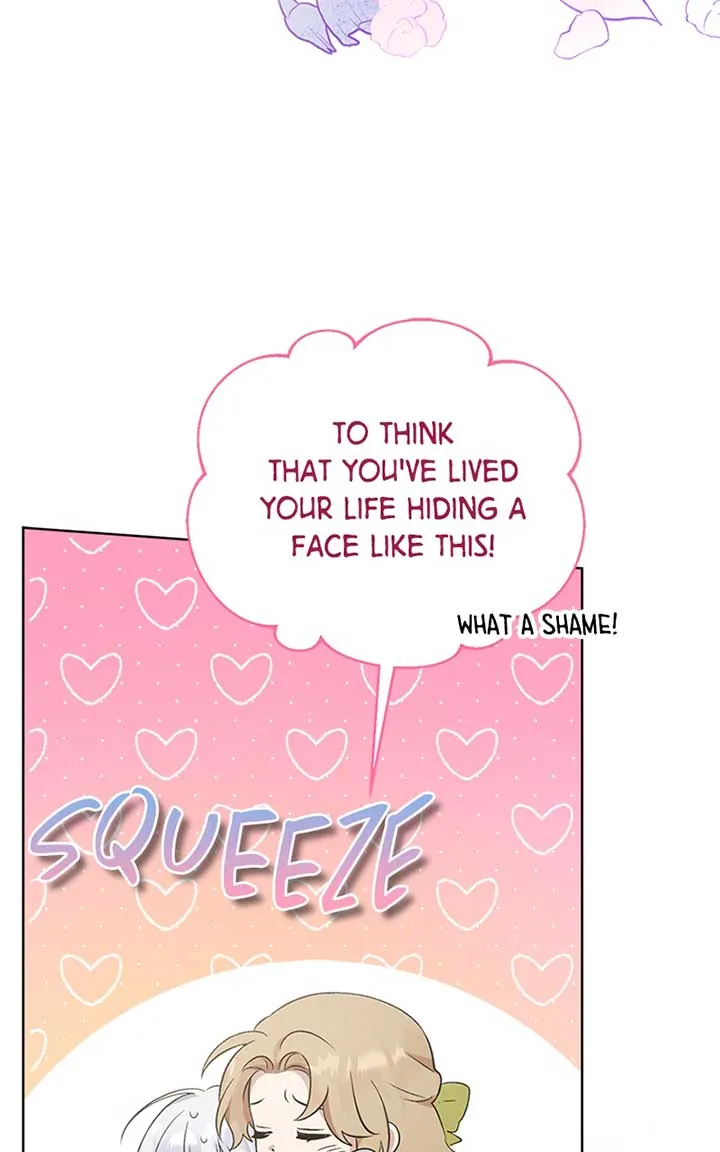 TO THINK
THAT YOU'VE LIVED
YOUR LIFE HIDING A
FACE LIKE THIS!
WHAT A SHAME!
SQUEEZE